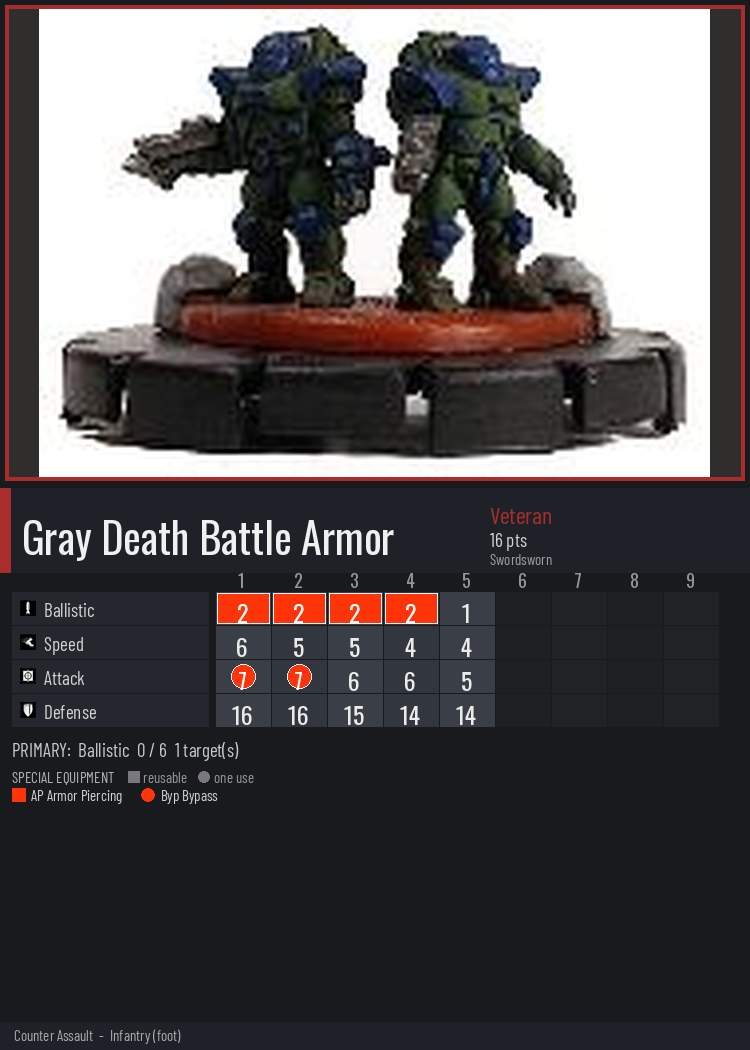 Gray Death Battle Armor
Veteran
16 pts
Swordsworn
1 2 3 4 5 6 7 8 9
Ballistic 2 2 2 2 1
Speed 6 5 5 4 4
Attack 7 7 6 6 5
Defense 16 16 15 14 14
PRIMARY: Ballistic 0 / 6 1 target(s)
SPECIAL EQUIPMENT reusable one use
AP Armor Piercing Byp Bypass
Counter Assault - Infantry (foot)